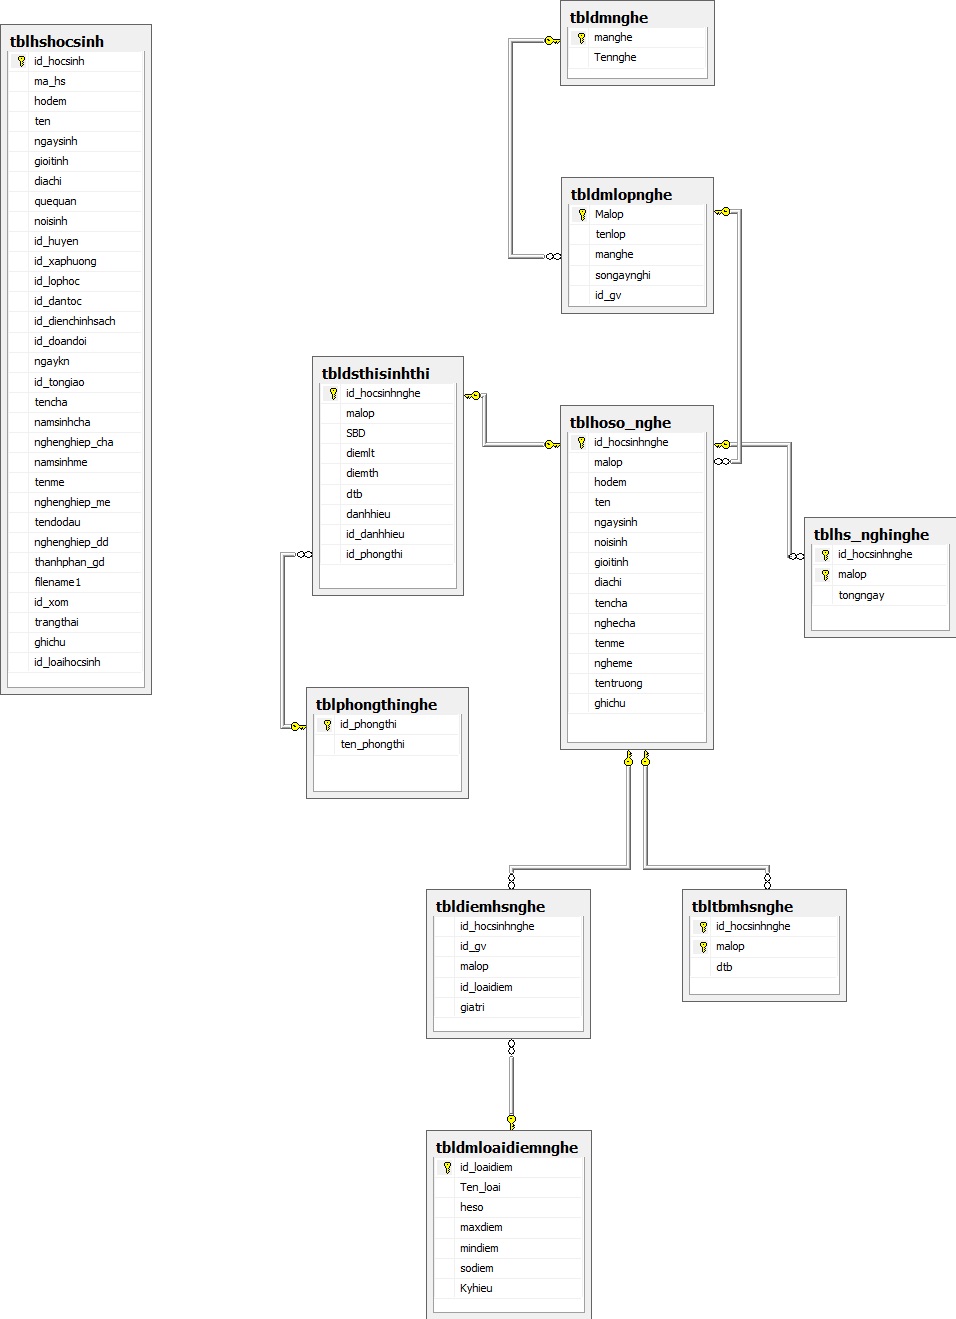 tblhshocsinh
id_hocsinh
ma_hs
hodem
ten
ngaysinh
gioitinh
diachi
quequan
noisinh
id_huyen
id_xaphuong
id_lophoc
id_dantoc
id_dienchinhsach
id_doandoi
ngaykn
id_tongiao
tencha
namsinhcha
nghenghiep_cha
namsinhme
tenme
nghenghiep_me
tendodau
nghenghiep_dd
thanhphan_gd
filename1
id_xom
trangthai
ghichu
id_loaihocsinh
tbldmnghe
manghe
Tennghe
tbldmlopnghe
Malop
tenlop
manghe
songaynghi
id_gv
tbldsthisinhthi
id_hocsinhnghe
malop
SBD
diemlt
diemth
dtb
danhhieu
id_danhhieu
id_phongthi
tblhoso_nghe
id_hocsinhnghe
malop
hodem
ten
ngaysinh
noisinh
gioitinh
diachi
tencha
nghecha
tenme
ngheme
tentruong
ghichu
tblhs_nghinghe
id_hocsinhnghe
malop
tongngay
tblphongthinghe
id_phongthi
ten_phongthi
tbldiemhsnghe
id_hocsinhnghe
id_gv
malop
id_loaidiem
giatri
tbltbmhsnghe
id_hocsinhnghe
malop
dtb
tbldmloaidiemnghe
id_loaidiem
Ten_loai
heso
maxdiem
mindiem
sodiem
Kyhieu